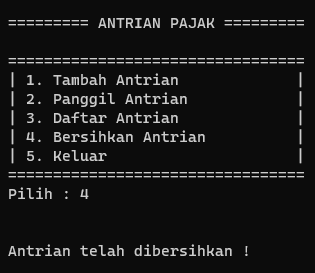 ========= ANTRIAN PAJAK =========
=================================
| 1. Tambah Antrian             |
| 2. Panggil Antrian            |
| 3. Daftar Antrian             |
| 4. Bersihkan Antrian          |
| 5. Keluar                     |
=================================
Pilih : 4
Antrian telah dibersihkan !